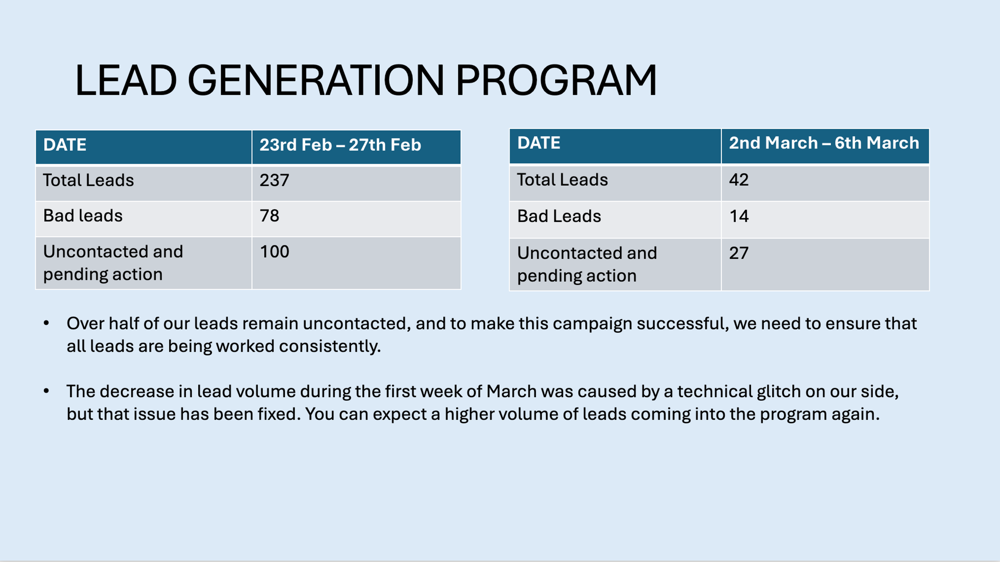 LEAD GENERATION PROGRAM
DATE
23rd Feb – 27th Feb
Total Leads
237
Bad leads
78
Uncontacted and
pending action
100
DATE
2nd March – 6th March
Total Leads
42
Bad Leads
14
Uncontacted and
pending action
27
• Over half of our leads remain uncontacted, and to make this campaign successful, we need to ensure that
all leads are being worked consistently.
• The decrease in lead volume during the first week of March was caused by a technical glitch on our side,
but that issue has been fixed. You can expect a higher volume of leads coming into the program again.